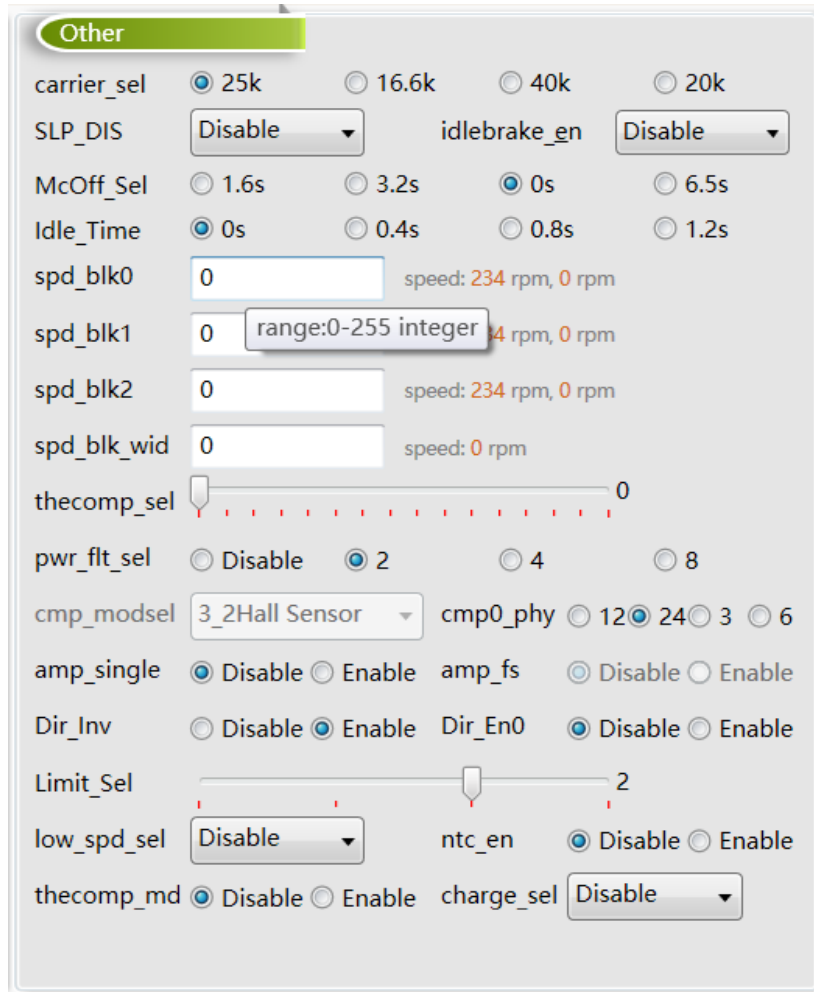 Other
carrier_sel 25k 16.6k 40k 20k
SLP_DIS Disable idlebrake_en Disable
McOff_Sel 1.6s 3.2s 0s 6.5s
Idle_Time 0s 0.4s 0.8s 1.2s
spd_blk0 0 speed: 234 rpm, 0 rpm
range:0-255 integer
spd_blk1 0 4 rpm, 0 rpm
spd_blk2 0 speed: 234 rpm, 0 rpm
spd_blk_wid 0 speed: 0 rpm
thecomp_sel 0
pwr_flt_sel Disable 2 4 8
cmp_modsel 3_2Hall Sensor cmp0_phy 12 24 3 6
amp_single Disable Enable amp_fs Disable Enable
Dir_Inv Disable Enable Dir_En0 Disable Enable
Limit_Sel 2
low_spd_sel Disable ntc_en Disable Enable
thecomp_md Disable Enable charge_sel Disable